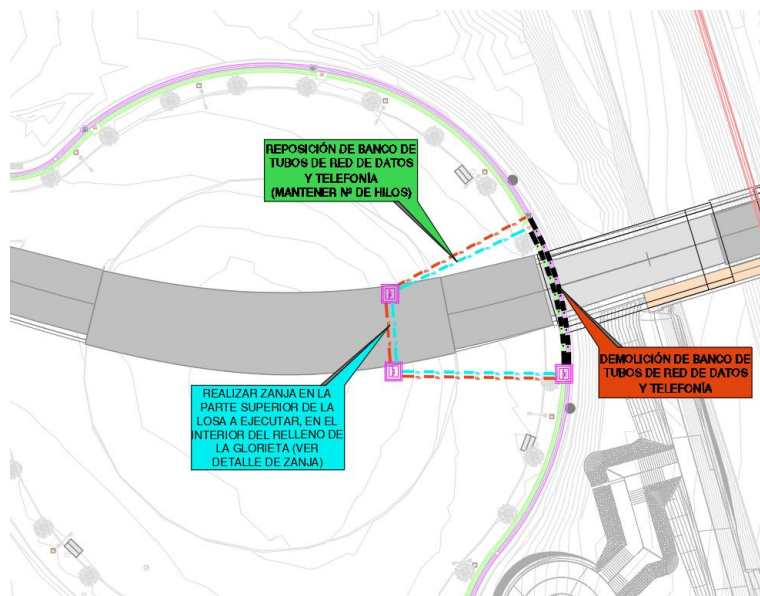 REPOSICIÓN DE BANCO DE
TUBOS DE RED DE DATOS
Y TELEFONÍA
(MANTENER Nº DE HILOS)
DEMOLICIÓN DE BANCO DE
TUBOS DE RED DE DATOS
Y TELEFONÍA
REALIZAR ZANJA EN LA
PARTE SUPERIOR DE LA
LOSA A EJECUTAR, EN EL
INTERIOR DEL RELLENO DE
LA GLORIETA (VER
DETALLE DE ZANJA)